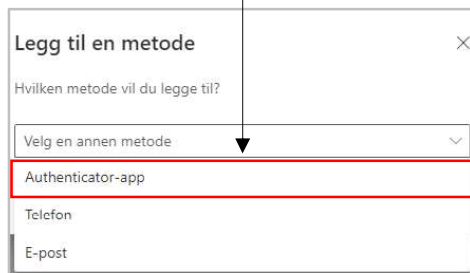 Legg til en metode
Hvilken metode vil du legge til?
Velg en annen metode
Authenticator-app
Telefon
E-post